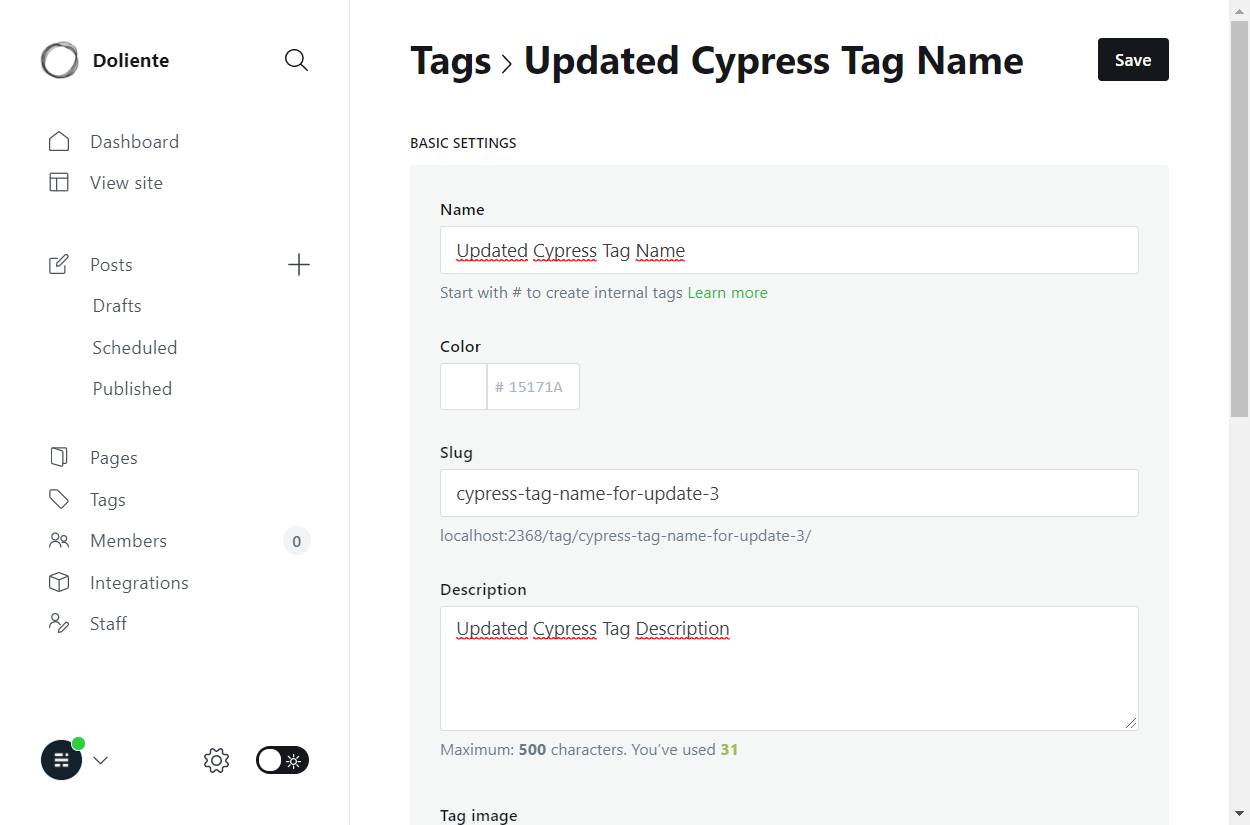 Doliente
Dashboard
View site
Posts
Drafts
Scheduled
Published
Pages
Tags
Members 0
Integrations
Staff
Tags > Updated Cypress Tag Name
Save
BASIC SETTINGS
Name
Updated Cypress Tag Name
Start with # to create internal tags Learn more
Color
# 15171A
Slug
cypress-tag-name-for-update-3
localhost:2368/tag/cypress-tag-name-for-update-3/
Description
Updated Cypress Tag Description
Maximum: 500 characters. You’ve used 31
Tag image